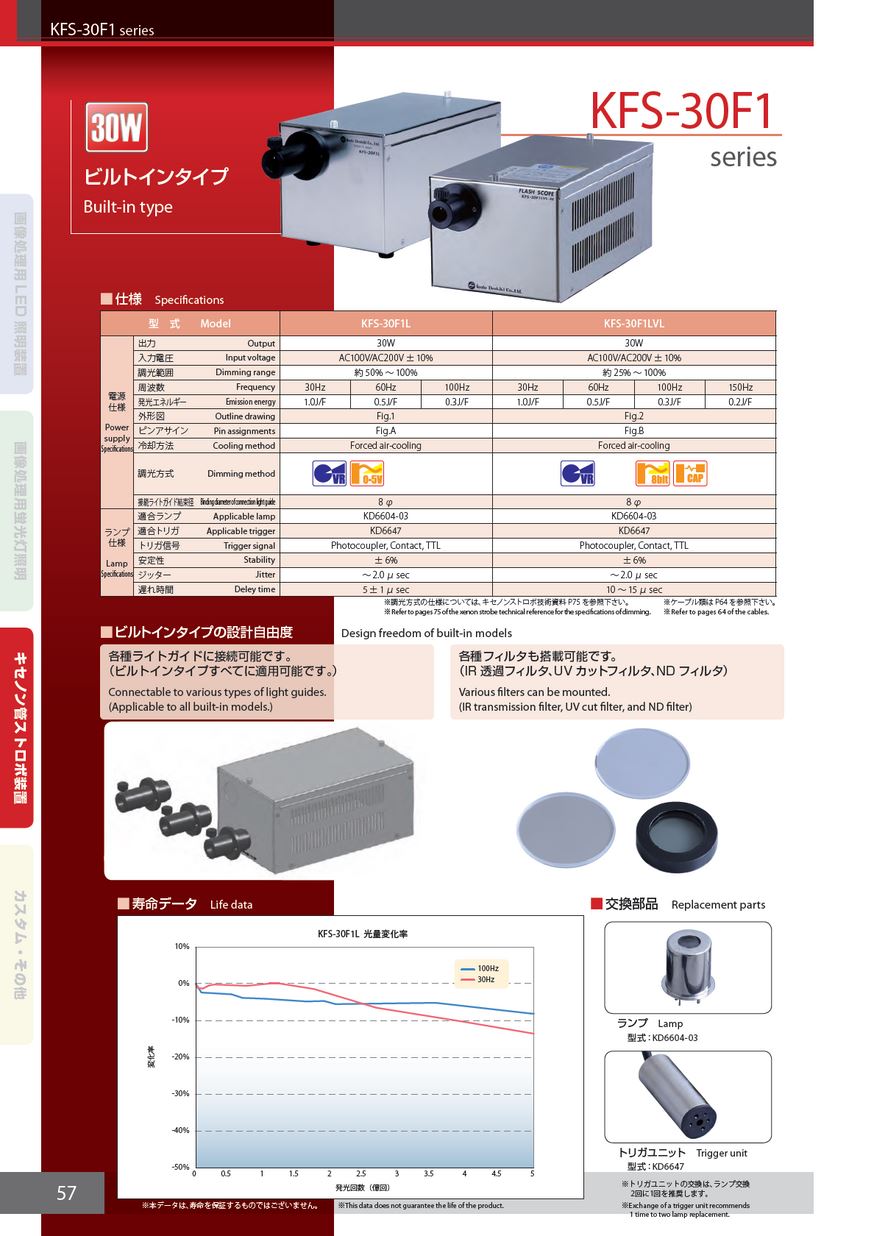 KFS-30F1 series
30W
ビルトインタイプ
Built-in type
KFS-30F1
series
KFS-30F1L
FLASH SCOPE
画像処理用 LED 照明装置
画像処理用蛍光灯照明
キセノン管ストロボ装置
カスタム・その他
■仕様 Specifications
型 式 Model KFS-30F1L KFS-30F1LVL
電源
仕様
Power
supply
Specifications
出力 Output 30W 30W
入力電圧 Input voltage AC100V/AC200V ± 10% AC100V/AC200V ± 10%
調光範囲 Dimming range 約 50% ～ 100% 約 25% ～ 100%
周波数 Frequency 30Hz 60Hz 100Hz 30Hz 60Hz 100Hz 150Hz
発光エネルギー Emission energy 1.0J/F 0.5J/F 0.3J/F 1.0J/F 0.5J/F 0.3J/F 0.2J/F
外形図 Outline drawing Fig.1 Fig.2
ピンアサイン Pin assignments Fig.A Fig.B
冷却方法 Cooling method Forced air-cooling Forced air-cooling
調光方式 Dimming method VR 0-5V VR 8bit CAP
接続ライトガイド結束径 Binding diameter of connection light guide 8 φ 8 φ
ランプ
仕様
Lamp
Specifications
適合ランプ Applicable lamp KD6604-03 KD6604-03
適合トリガ Applicable trigger KD6647 KD6647
トリガ信号 Trigger signal Photocoupler, Contact, TTL Photocoupler, Contact, TTL
安定性 Stability ± 6% ± 6%
ジッター Jitter ～ 2.0 μ sec ～ 2.0 μ sec
遅れ時間 Deley time 5 ± 1 μ sec 10 ～ 15 μ sec
※調光方式の仕様については、キセノンストロボ技術資料 P75 を参照下さい。 ※ケーブル類は P64 を参照下さい。
※Refer to pages 75 of the xenon strobe technical reference for the specifications of dimming. ※Refer to pages 64 of the cables.
■ビルトインタイプの設計自由度 Design freedom of built-in models
各種ライトガイドに接続可能です。
（ビルトインタイプすべてに適用可能です。）
Connectable to various types of light guides.
(Applicable to all built-in models.)
各種フィルタも搭載可能です。
（IR 透過フィルタ、UV カットフィルタ、ND フィルタ）
Various filters can be mounted.
(IR transmission filter, UV cut filter, and ND filter)
■寿命データ Life data
KFS-30F1L 光量変化率
100Hz
30Hz
変化率
10%
0%
-10%
-20%
-30%
-40%
-50%
0 0.5 1 1.5 2 2.5 3 3.5 4 4.5 5
発光回数（億回）
※本データは、寿命を保証するものではございません。 ※This data does not guarantee the life of the product.
■交換部品 Replacement parts
ランプ Lamp
型式：KD6604-03
トリガユニット Trigger unit
型式：KD6647
※トリガユニットの交換は、ランプ交換
2回に1回を推奨します。
※Exchange of a trigger unit recommends
1 time to two lamp replacement.
57